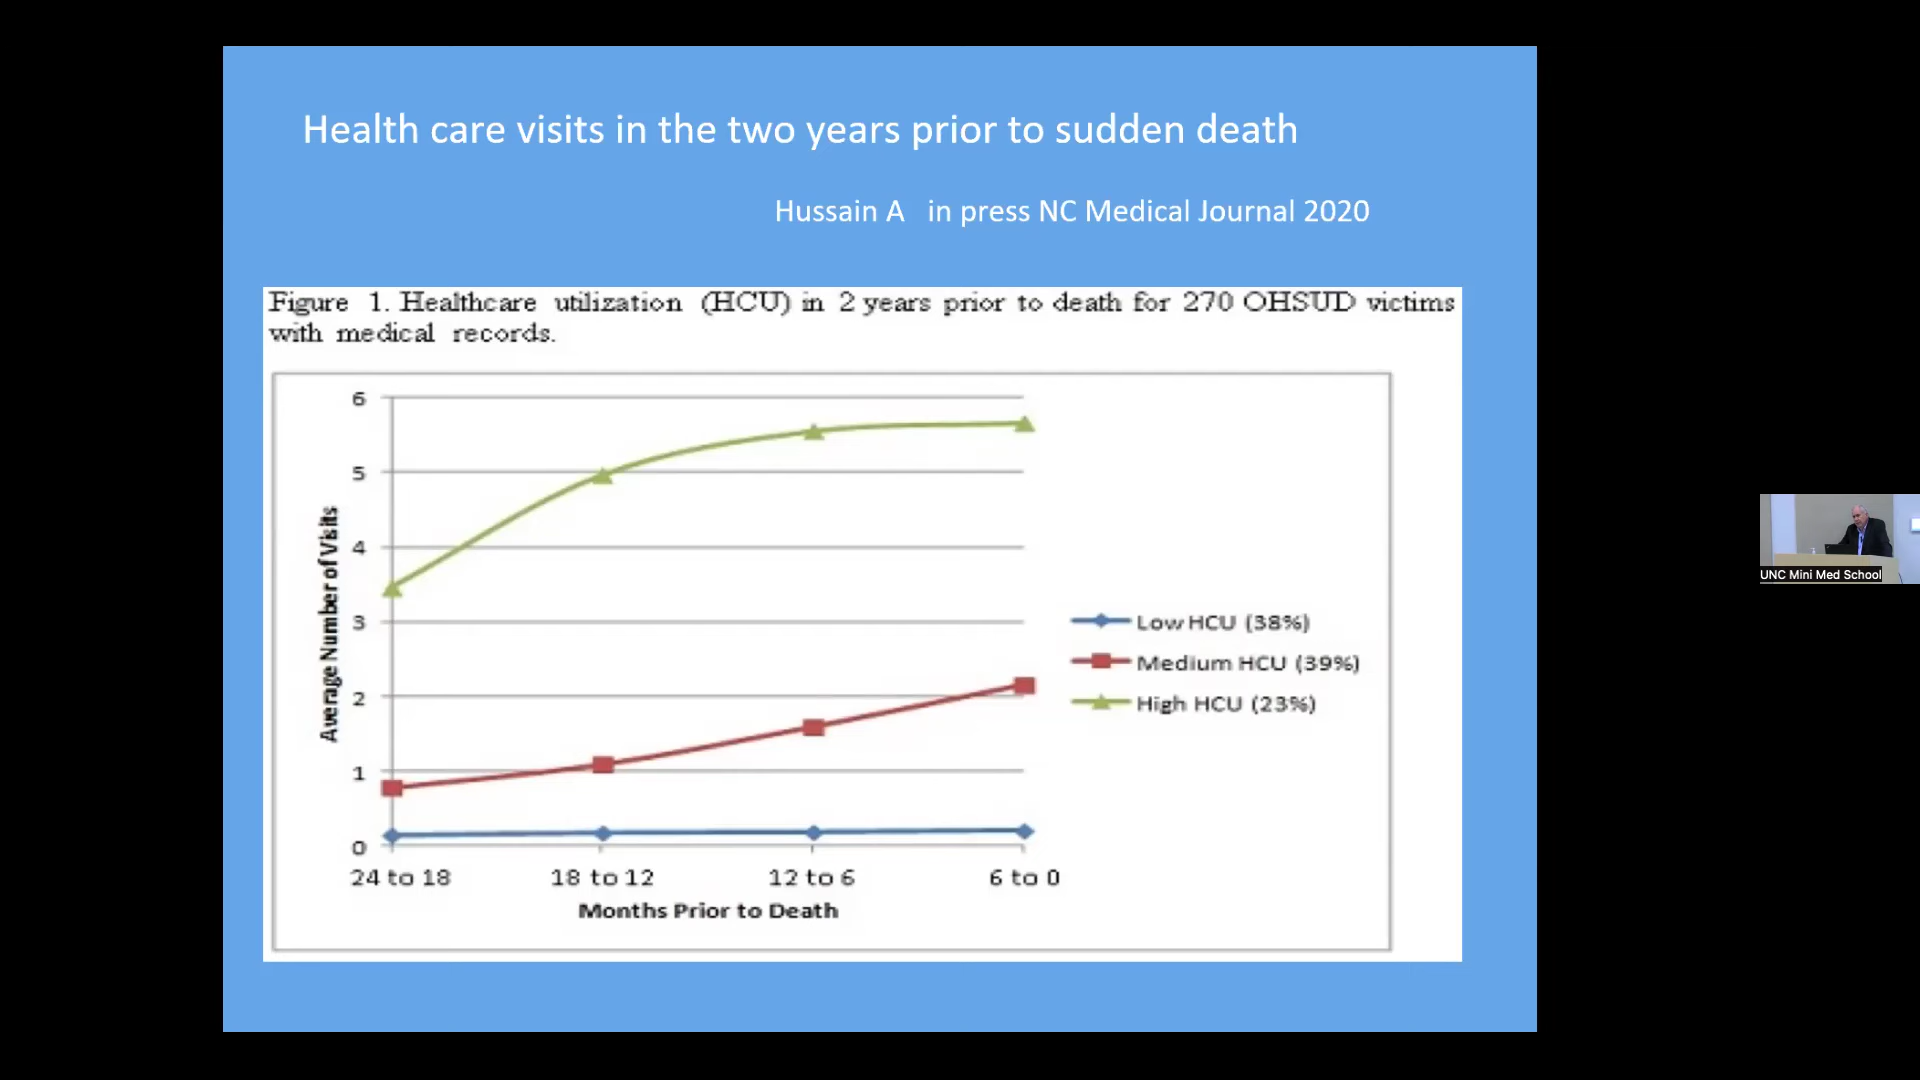 Health care visits in the two years prior to sudden death
Hussain A in press NC Medical Journal 2020
Figure 1. Healthcare utilization (HCU) in 2 years prior to death for 270 OHSUD victims
with medical records.
6
5
4
3
2
1
0
Average Number of Visits
24 to 18
18 to 12
12 to 6
6 to 0
Months Prior to Death
Low HCU (38%)
Medium HCU (39%)
High HCU (23%)
UNC Mini Med School